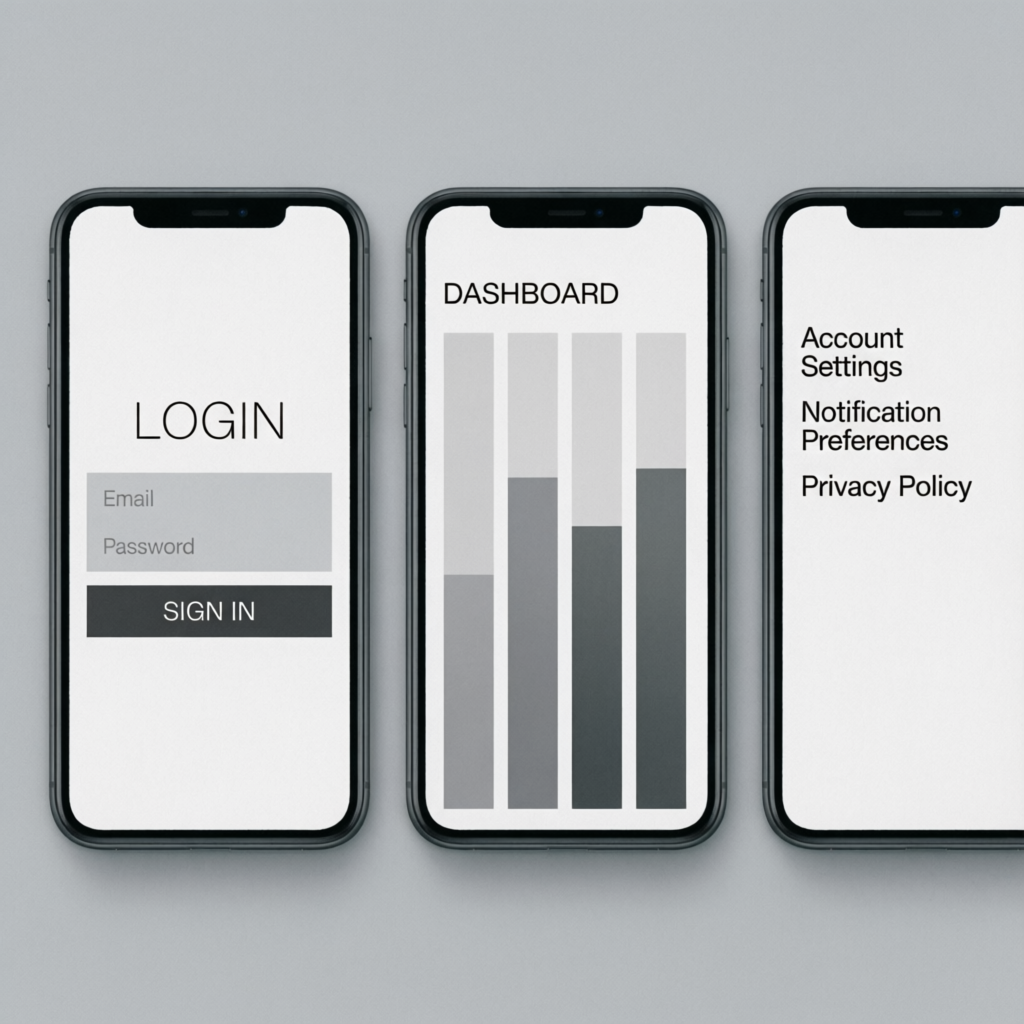 LOGIN
Email
Password
SIGN IN
DASHBOARD
Account
Settings
Notification
Preferences
Privacy Policy